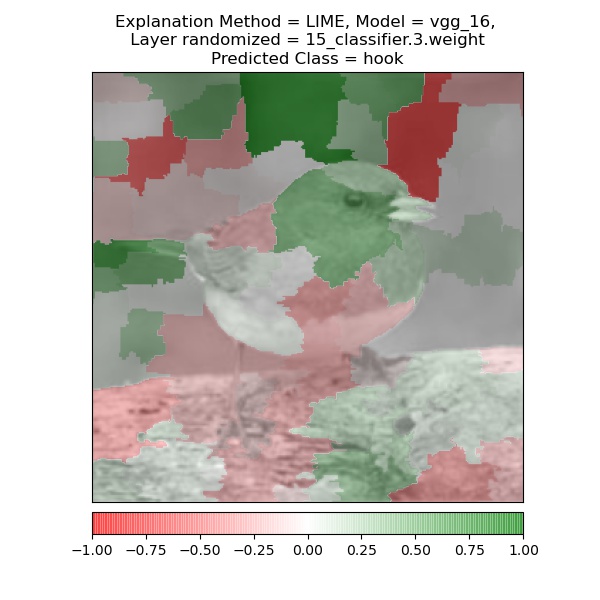 Explanation Method = LIME, Model = vgg_16,
Layer randomized = 15_classifier.3.weight
Predicted Class = hook
−1.00 −0.75 −0.50 −0.25 0.00 0.25 0.50 0.75 1.00